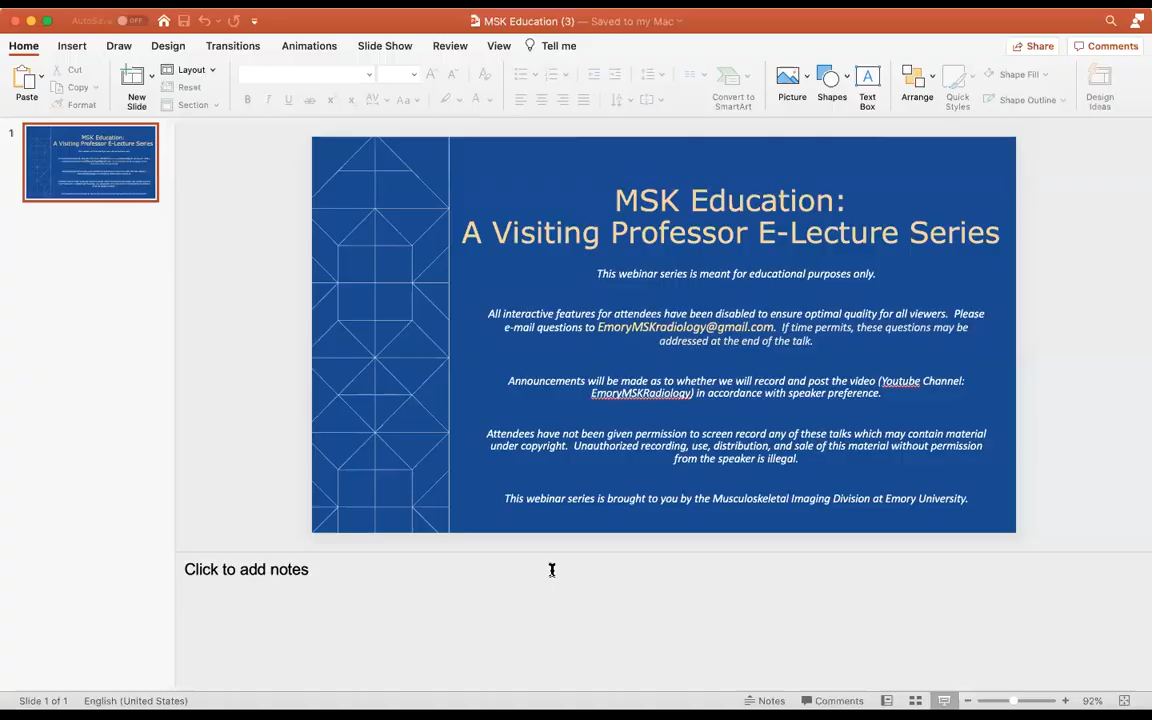 AutoSave OFF
MSK Education (3) — Saved to my Mac
Home Insert Draw Design Transitions Animations Slide Show Review View Tell me Share Comments
Paste Cut Copy Format
New Slide Layout Reset Section
Convert to SmartArt
Picture Shapes Text Box Arrange Quick Styles Shape Fill Shape Outline Design Ideas
1
MSK Education:
A Visiting Professor E-Lecture Series
This webinar series is meant for educational purposes only.
All interactive features for attendees have been disabled to ensure optimal quality for all viewers. Please
e-mail questions to EmoryMSKradiology@gmail.com. If time permits, these questions may be
addressed at the end of the talk.
Announcements will be made as to whether we will record and post the video (Youtube Channel:
EmoryMSKRadiology) in accordance with speaker preference.
Attendees have not been given permission to screen record any of these talks which may contain material
under copyright. Unauthorized recording, use, distribution, and sale of this material without permission
from the speaker is illegal.
This webinar series is brought to you by the Musculoskeletal Imaging Division at Emory University.
Click to add notes
Slide 1 of 1 English (United States) Notes Comments 92%